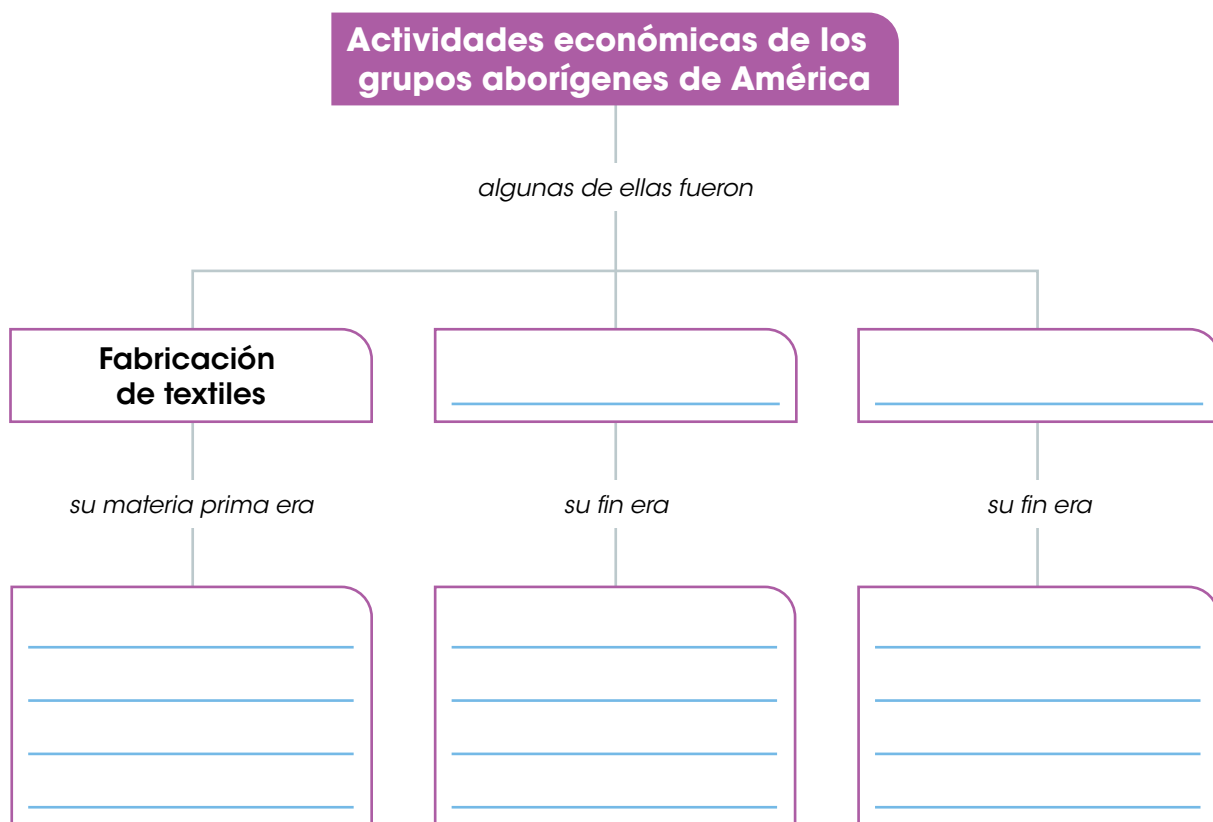 Actividades económicas de los
grupos aborígenes de América
algunas de ellas fueron
Fabricación
de textiles
su materia prima era
su fin era
su fin era